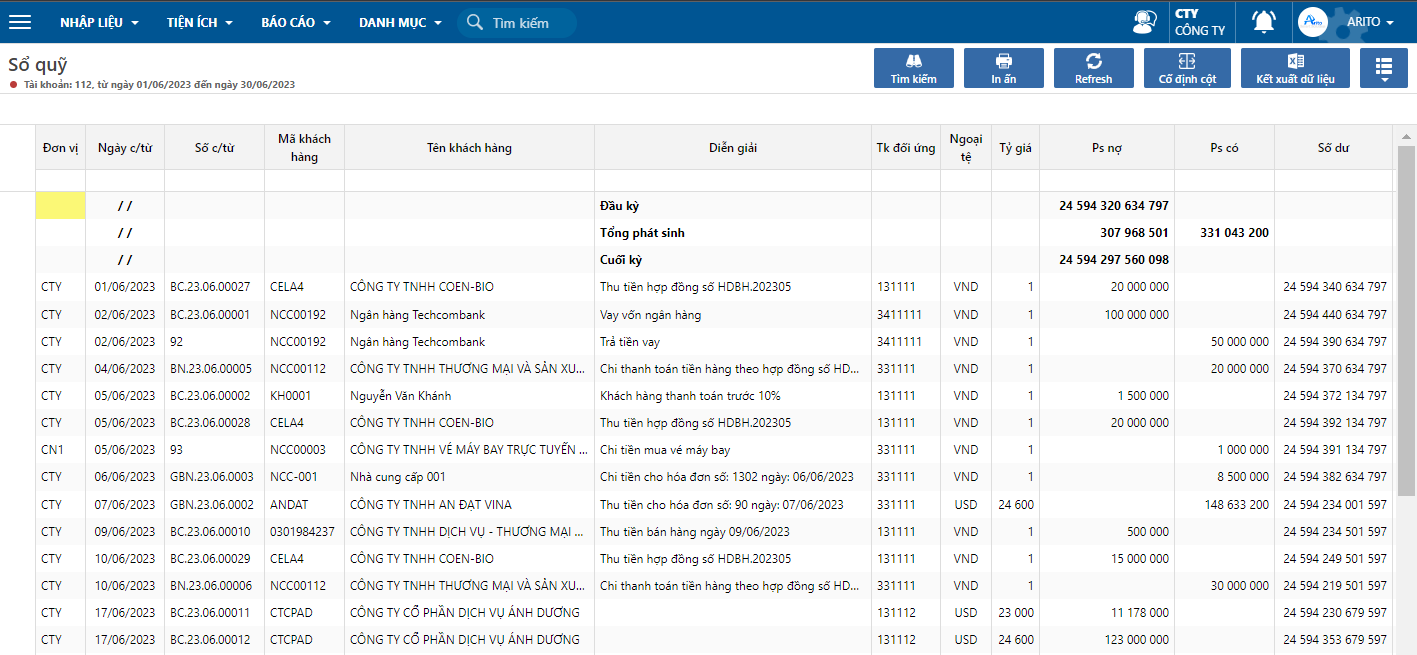 NHẬP LIỆU TIỆN ÍCH BÁO CÁO DANH MỤC Tìm kiếm CTY CÔNG TY Arito ARITO
Sổ quỹ
Tài khoản: 112, từ ngày 01/06/2023 đến ngày 30/06/2023
Tìm kiếm In ấn Refresh Cố định cột Kết xuất dữ liệu
Đơn vị Ngày c/từ Số c/từ Mã khách hàng Tên khách hàng Diễn giải Tk đối ứng Ngoại tệ Tỷ giá Ps nợ Ps có Số dư
/ / Đầu kỳ 24 594 320 634 797
/ / Tổng phát sinh 307 968 501 331 043 200
/ / Cuối kỳ 24 594 297 560 098
CTY 01/06/2023 BC.23.06.00027 CELA4 CÔNG TY TNHH COEN-BIO Thu tiền hợp đồng số HDBH.202305 131111 VND 1 20 000 000 24 594 340 634 797
CTY 02/06/2023 BC.23.06.00001 NCC00192 Ngân hàng Techcombank Vay vốn ngân hàng 3411111 VND 1 100 000 000 24 594 440 634 797
CTY 02/06/2023 92 NCC00192 Ngân hàng Techcombank Trả tiền vay 3411111 VND 1 50 000 000 24 594 390 634 797
CTY 04/06/2023 BN.23.06.00005 NCC00112 CÔNG TY TNHH THƯƠNG MẠI VÀ SẢN XU... Chi thanh toán tiền hàng theo hợp đồng số HD... 331111 VND 1 20 000 000 24 594 370 634 797
CTY 05/06/2023 BC.23.06.00002 KH0001 Nguyễn Văn Khánh Khách hàng thanh toán trước 10% 131111 VND 1 1 500 000 24 594 372 134 797
CTY 05/06/2023 BC.23.06.00028 CELA4 CÔNG TY TNHH COEN-BIO Thu tiền hợp đồng số HDBH.202305 131111 VND 1 20 000 000 24 594 392 134 797
CN1 05/06/2023 93 NCC00003 CÔNG TY TNHH VÉ MÁY BAY TRỰC TUYẾN ... Chi tiền mua vé máy bay 331111 VND 1 1 000 000 24 594 391 134 797
CTY 06/06/2023 GBN.23.06.0003 NCC-001 Nhà cung cấp 001 Chi tiền cho hóa đơn số: 1302 ngày: 06/06/2023 331111 VND 1 8 500 000 24 594 382 634 797
CTY 07/06/2023 GBN.23.06.0002 ANDAT CÔNG TY TNHH AN ĐẠT VINA Thu tiền cho hóa đơn số: 90 ngày: 07/06/2023 331111 USD 24 600 148 633 200 24 594 234 001 597
CTY 09/06/2023 BC.23.06.00010 0301984237 CÔNG TY TNHH DỊCH VỤ - THƯƠNG MẠI ... Thu tiền bán hàng ngày 09/06/2023 131111 VND 1 500 000 24 594 234 501 597
CTY 10/06/2023 BC.23.06.00029 CELA4 CÔNG TY TNHH COEN-BIO Thu tiền hợp đồng số HDBH.202305 131111 VND 1 15 000 000 24 594 249 501 597
CTY 10/06/2023 BN.23.06.00006 NCC00112 CÔNG TY TNHH THƯƠNG MẠI VÀ SẢN XU... Chi thanh toán tiền hàng theo hợp đồng số HD... 331111 VND 1 30 000 000 24 594 219 501 597
CTY 17/06/2023 BC.23.06.00011 CTCPAD CÔNG TY CỔ PHẦN DỊCH VỤ ÁNH DƯƠNG 131112 USD 23 000 11 178 000 24 594 230 679 597
CTY 17/06/2023 BC.23.06.00012 CTCPAD CÔNG TY CỔ PHẦN DỊCH VỤ ÁNH DƯƠNG 131112 USD 24 600 123 000 000 24 594 353 679 597